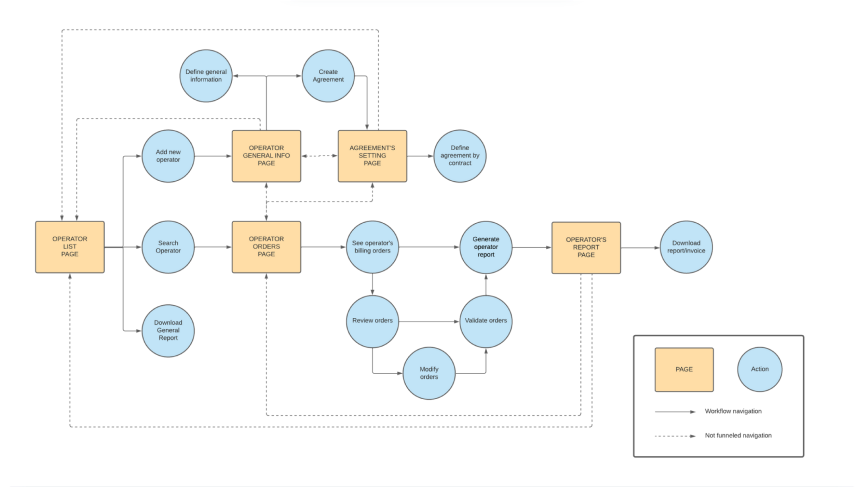 Define general
information
Create
Agreement
Add new
operator
OPERATOR
GENERAL INFO
PAGE
AGREEMENT'S
SETTING
PAGE
Define
agreement by
contract
OPERATOR
LIST
PAGE
Search
Operator
OPERATOR
ORDERS
PAGE
See operator's
billing orders
Generate
operator
report
OPERATOR'S
REPORT
PAGE
Download
report/invoice
Download
General
Report
Review orders
Validate orders
Modify
orders
PAGE
Action
Workflow navigation
Not funneled navigation